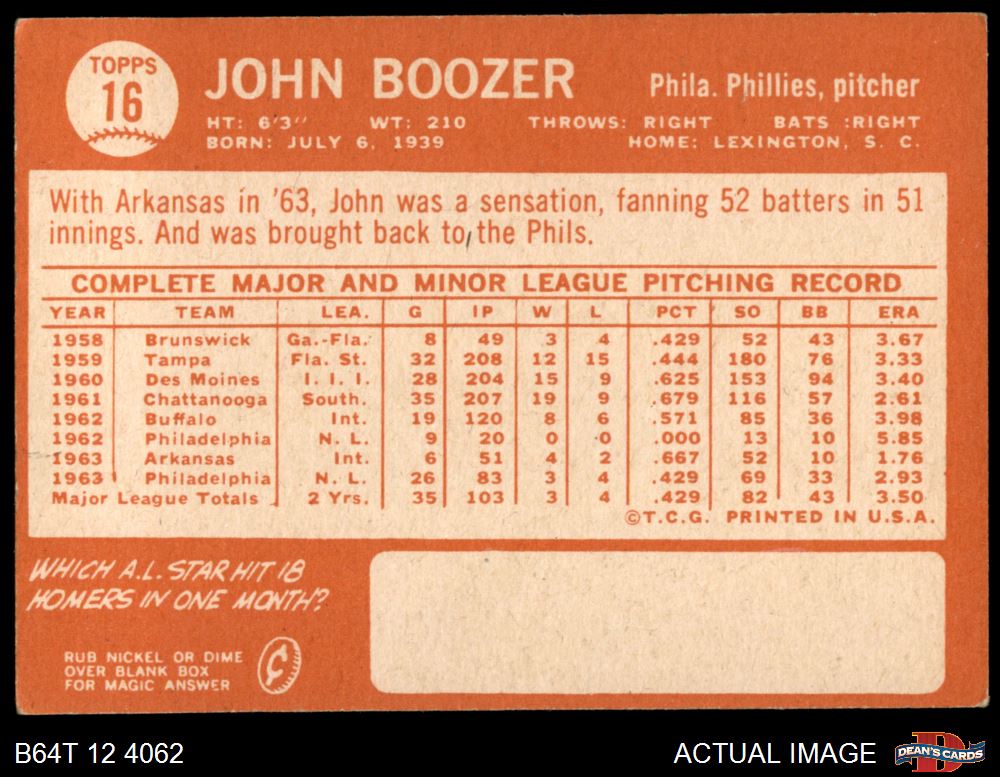 TOPPS
16
JOHN BOOZER
Phila. Phillies, pitcher
HT: 6'3" WT: 210 THROWS: RIGHT BATS :RIGHT
BORN: JULY 6, 1939 HOME: LEXINGTON, S. C.
With Arkansas in '63, John was a sensation, fanning 52 batters in 51
innings. And was brought back to the Phils.
COMPLETE MAJOR AND MINOR LEAGUE PITCHING RECORD
YEAR TEAM LEA. G IP W L PCT SO BB ERA
1958 Brunswick Ga.-Fla. 8 49 3 4 .429 52 43 3.67
1959 Tampa Fla. St. 32 208 12 15 .444 180 76 3.33
1960 Des Moines I. I. I. 28 204 15 9 .625 153 94 3.40
1961 Chattanooga South. 35 207 19 9 .679 116 57 2.61
1962 Buffalo Int. 19 120 8 6 .571 85 36 3.98
1962 Philadelphia N. L. 9 20 0 0 .000 13 10 5.85
1963 Arkansas Int. 6 51 4 2 .667 52 10 1.76
1963 Philadelphia N. L. 26 83 3 4 .429 69 33 2.93
Major League Totals 2 Yrs. 35 103 3 4 .429 82 43 3.50
©T.C.G. PRINTED IN U.S.A.
WHICH A.L. STAR HIT 18
HOMERS IN ONE MONTH?
RUB NICKEL OR DIME
OVER BLANK BOX
FOR MAGIC ANSWER
¢
B64T 12 4062
ACTUAL IMAGE
D
DEAN'S CARDS